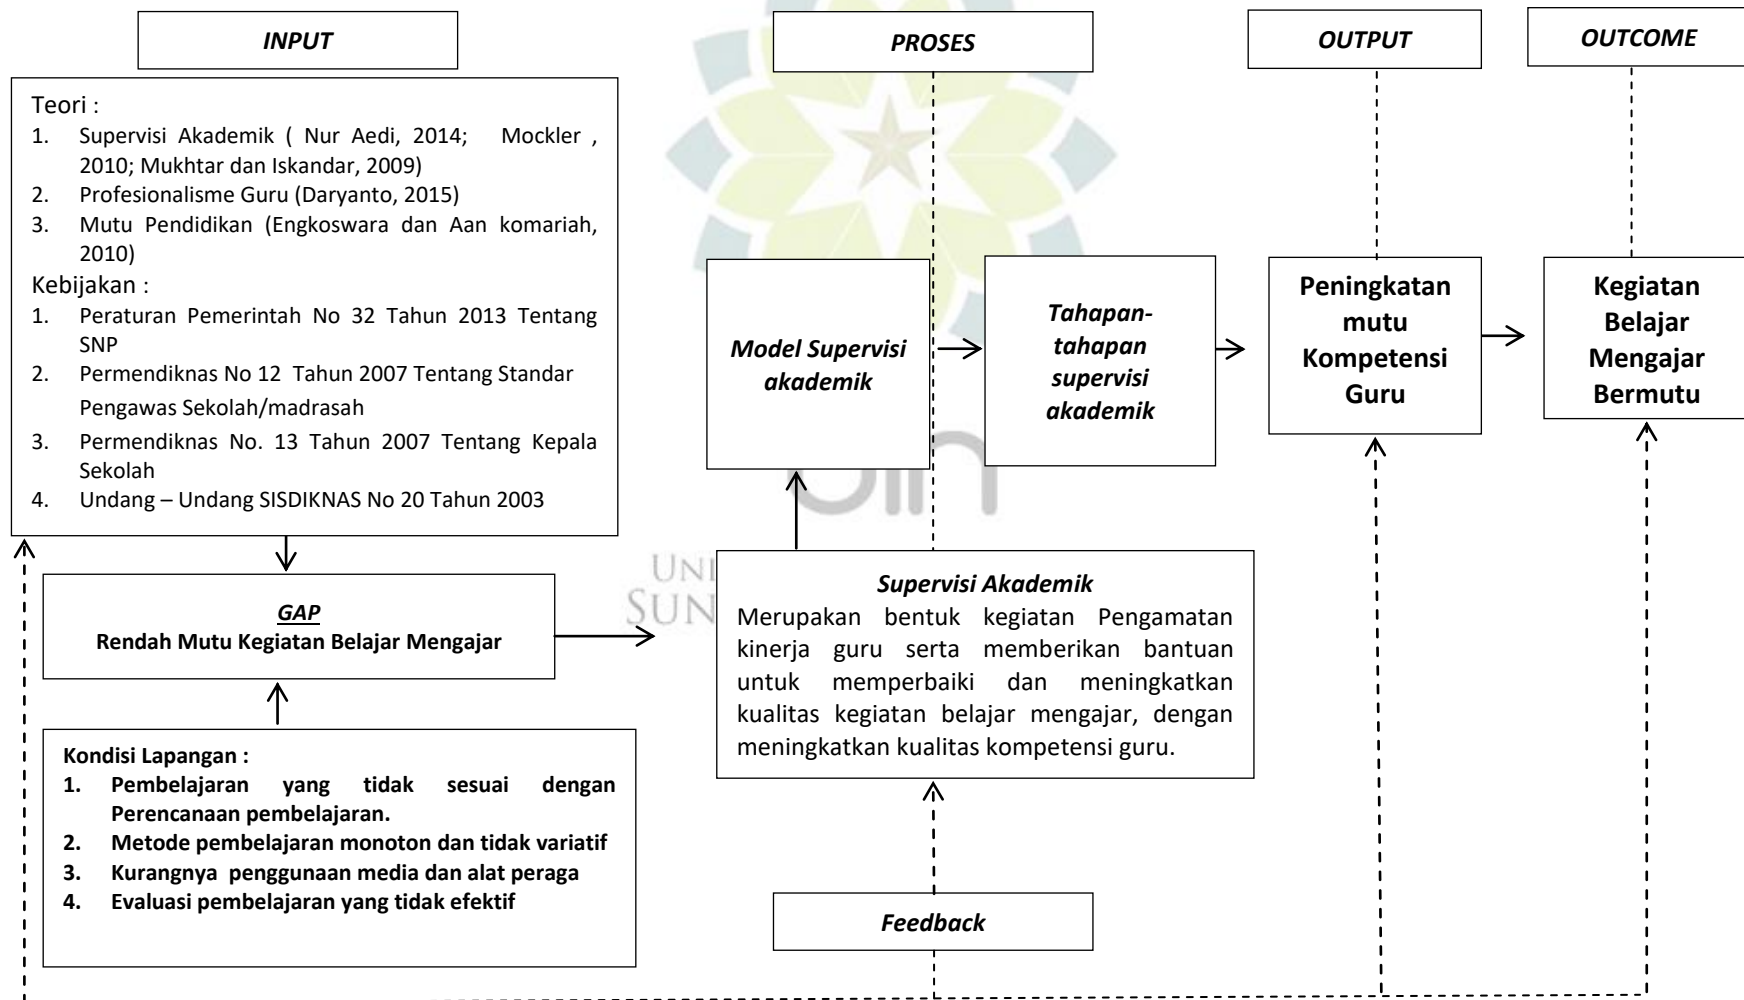 INPUT
PROSES
OUTPUT
OUTCOME
Teori :
1. Supervisi Akademik ( Nur Aedi, 2014; Mockler ,
2010; Mukhtar dan Iskandar, 2009)
2. Profesionalisme Guru (Daryanto, 2015)
3. Mutu Pendidikan (Engkoswara dan Aan komariah,
2010)
Kebijakan :
1. Peraturan Pemerintah No 32 Tahun 2013 Tentang
SNP
2. Permendiknas No 12 Tahun 2007 Tentang Standar
Pengawas Sekolah/madrasah
3. Permendiknas No. 13 Tahun 2007 Tentang Kepala
Sekolah
4. Undang – Undang SISDIKNAS No 20 Tahun 2003
GAP
Rendah Mutu Kegiatan Belajar Mengajar
Kondisi Lapangan :
1. Pembelajaran yang tidak sesuai dengan
Perencanaan pembelajaran.
2. Metode pembelajaran monoton dan tidak variatif
3. Kurangnya penggunaan media dan alat peraga
4. Evaluasi pembelajaran yang tidak efektif
Model Supervisi
akademik
Tahapan-
tahapan
supervisi
akademik
Peningkatan
mutu
Kompetensi
Guru
Kegiatan
Belajar
Mengajar
Bermutu
Supervisi Akademik
Merupakan bentuk kegiatan Pengamatan
kinerja guru serta memberikan bantuan
untuk memperbaiki dan meningkatkan
kualitas kegiatan belajar mengajar, dengan
meningkatkan kualitas kompetensi guru.
Feedback